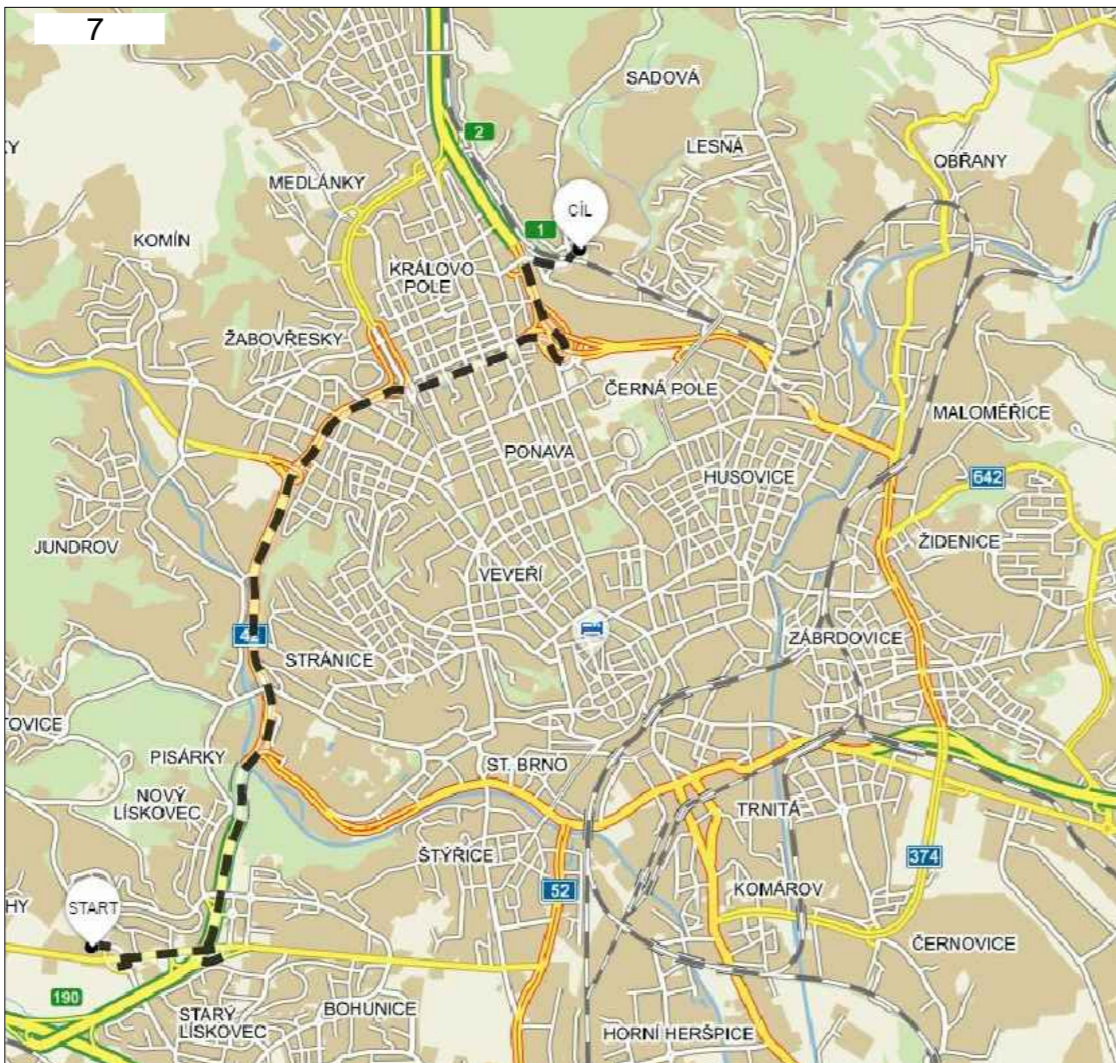 7
SADOVÁ
2
LESNÁ
OBŘANY
MEDLÁNKY
CÍL
KOMÍN
1
KRÁLOVO
POLE
ŽABOVŘESKY
ČERNÁ POLE
MALOMĚŘICE
PONAVA
HUSOVICE
642
JUNDROV
ŽIDENICE
VEVEŘÍ
42
STRÁNICE
ZÁBRDOVICE
TOVICE
PISÁRKY
ST. BRNO
NOVÝ
LÍSKOVEC
TRNITÁ
ŠTÝŘICE
374
52
KOMÁROV
HY
START
ČERNOVICE
190
STARÝ
LÍSKOVEC
BOHUNICE
HORNÍ HERŠPICE